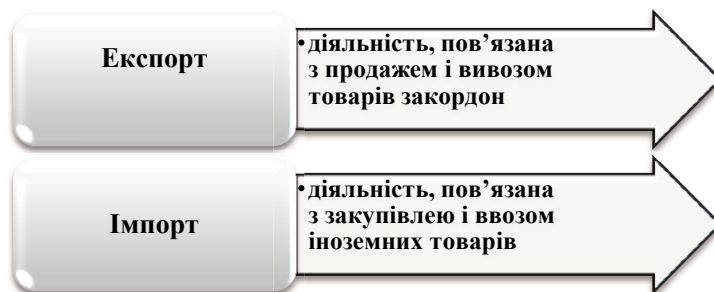 Експорт
•діяльність, пов’язана
з продажем і вивозом
товарів закордон
Імпорт
•діяльність, пов’язана
з закупівлею і ввозом
іноземних товарів